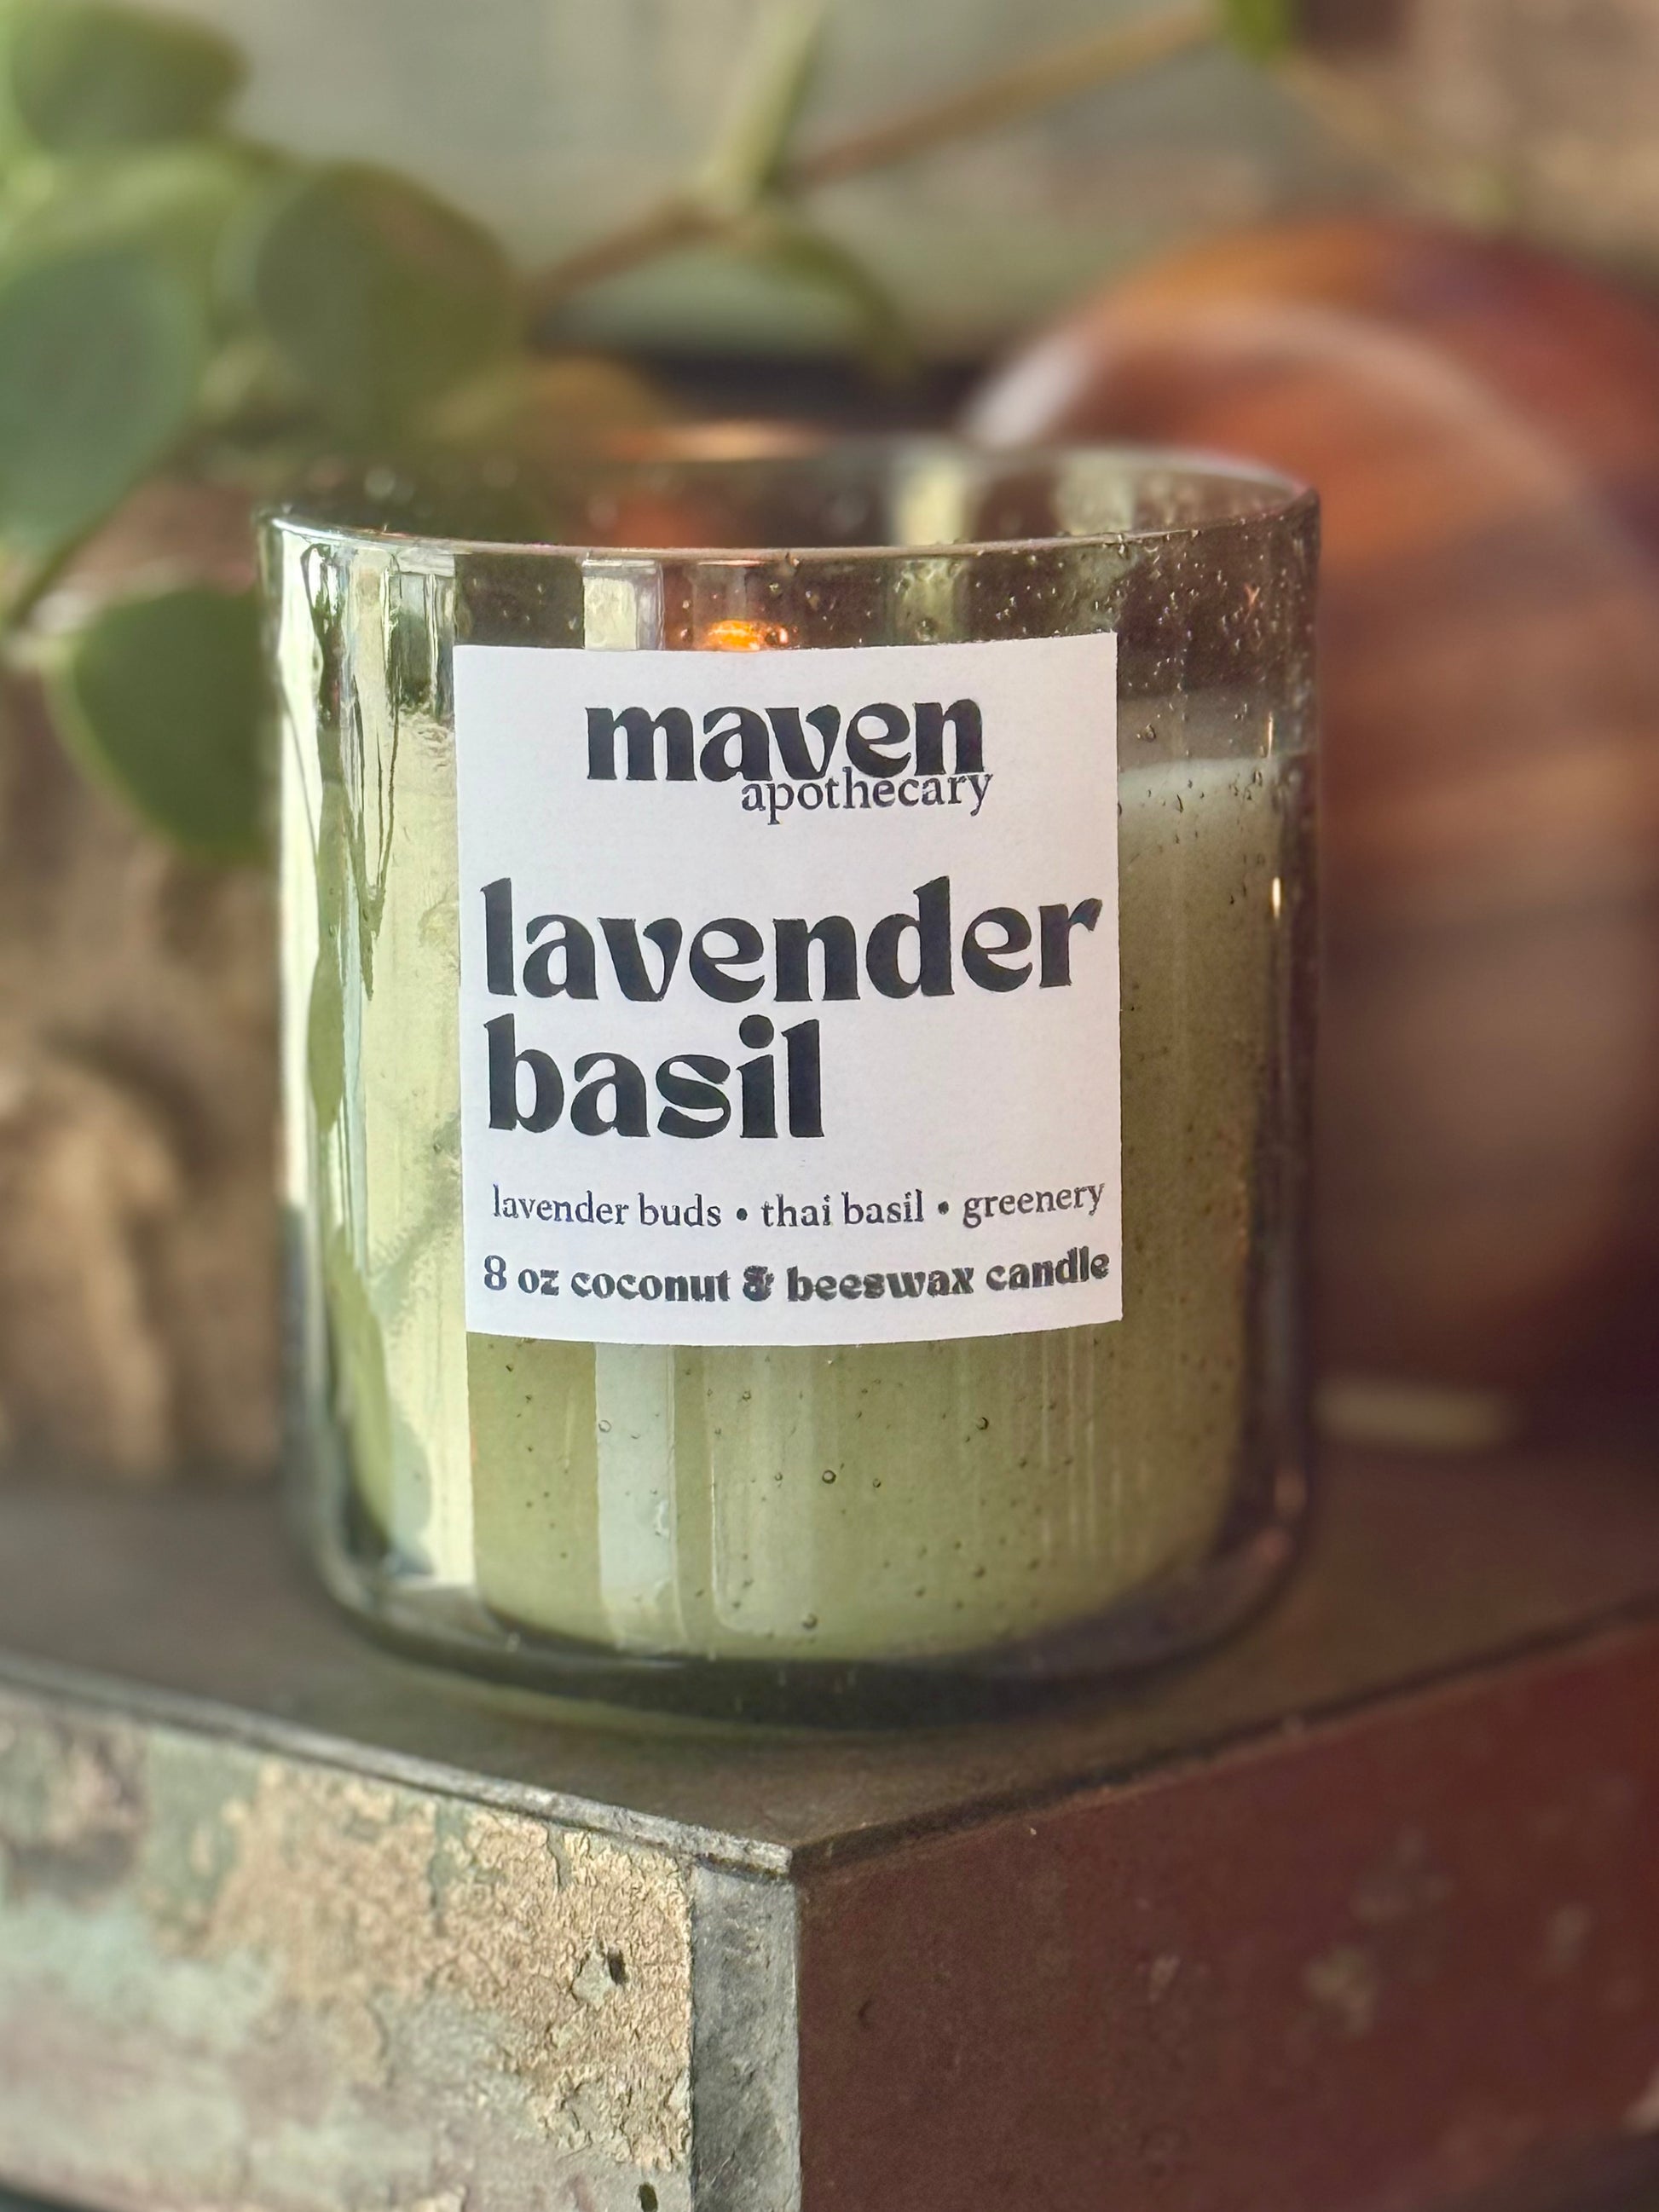 maven
apothecary
lavender
basil
lavender buds • thai basil • greenery
8 oz coconut & beeswax candle